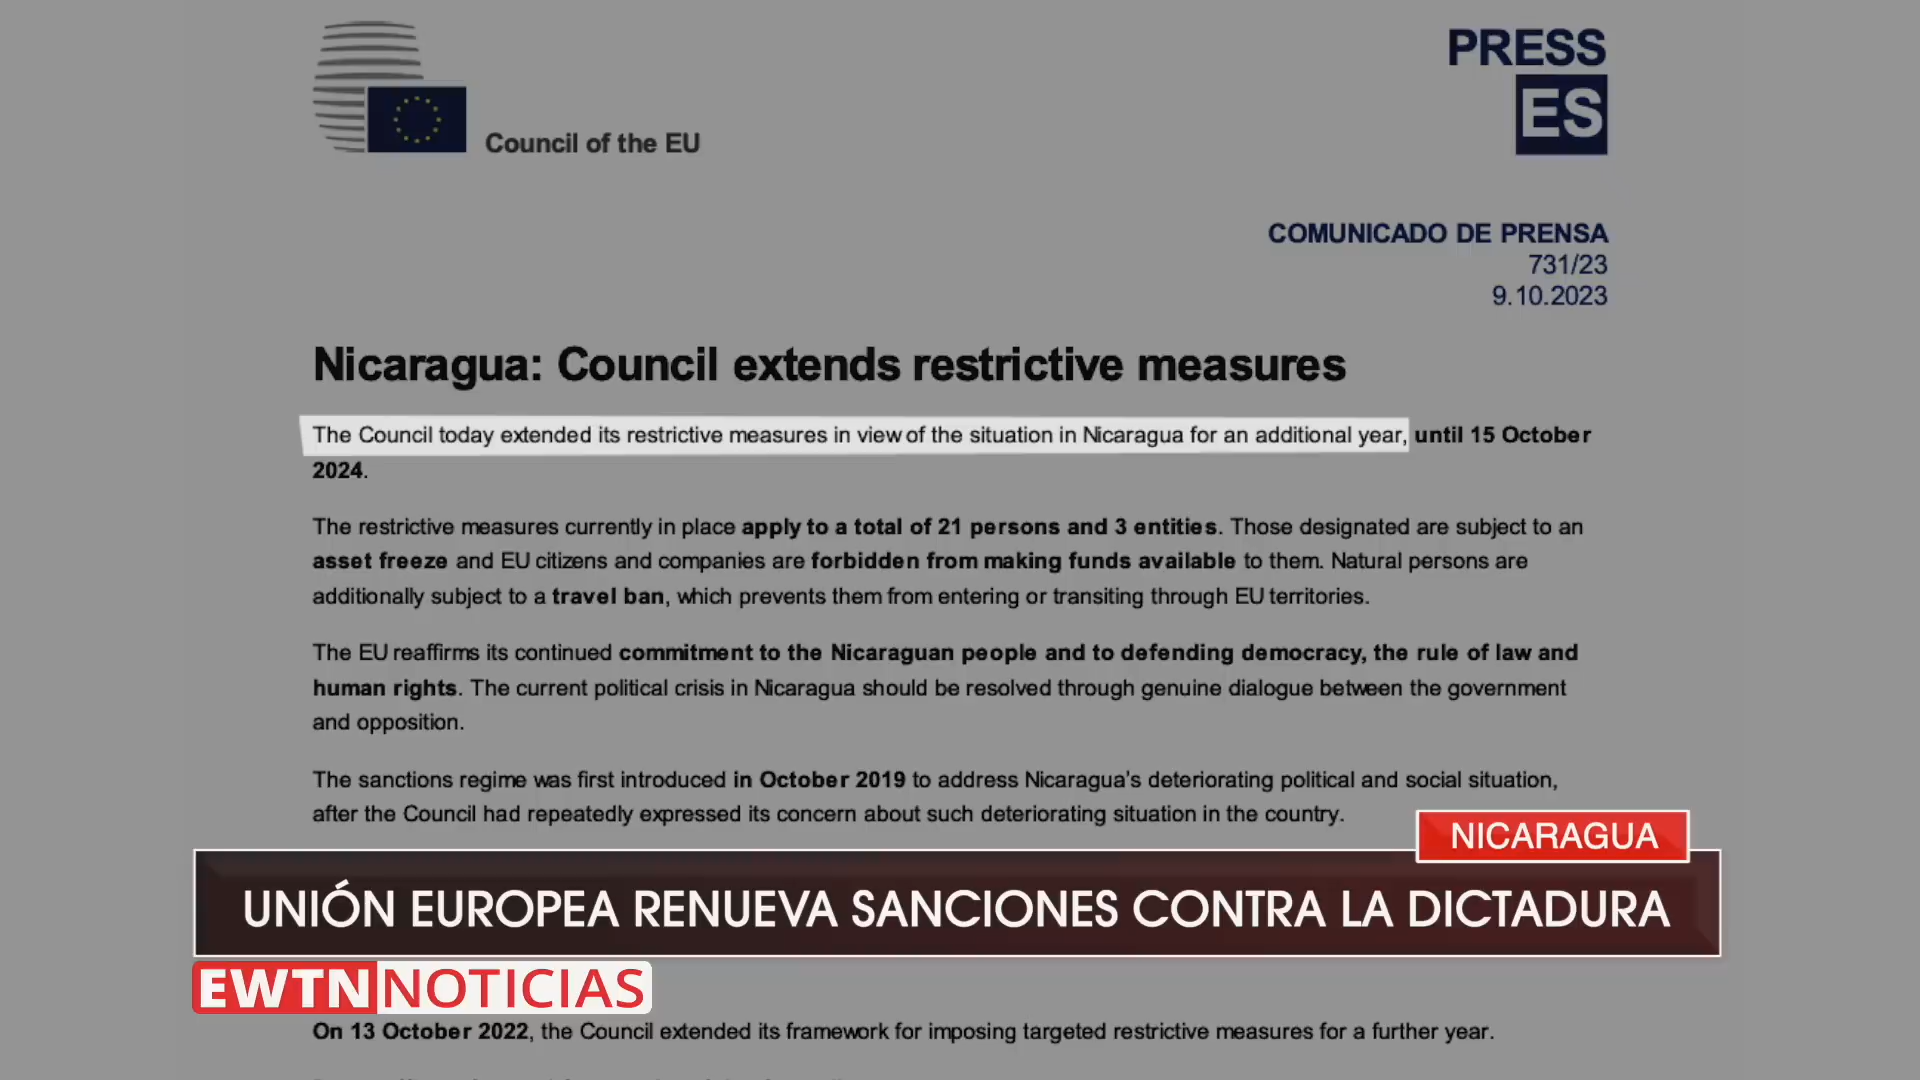 Council of the EU
PRESS
ES
COMUNICADO DE PRENSA
731/23
9.10.2023
Nicaragua: Council extends restrictive measures
The Council today extended its restrictive measures in view of the situation in Nicaragua for an additional year, until 15 October
2024.
The restrictive measures currently in place apply to a total of 21 persons and 3 entities. Those designated are subject to an
asset freeze and EU citizens and companies are forbidden from making funds available to them. Natural persons are
additionally subject to a travel ban, which prevents them from entering or transiting through EU territories.
The EU reaffirms its continued commitment to the Nicaraguan people and to defending democracy, the rule of law and
human rights. The current political crisis in Nicaragua should be resolved through genuine dialogue between the government
and opposition.
The sanctions regime was first introduced in October 2019 to address Nicaragua's deteriorating political and social situation,
after the Council had repeatedly expressed its concern about such deteriorating situation in the country.
NICARAGUA
UNIÓN EUROPEA RENUEVA SANCIONES CONTRA LA DICTADURA
EWTN NOTICIAS
On 13 October 2022, the Council extended its framework for imposing targeted restrictive measures for a further year.